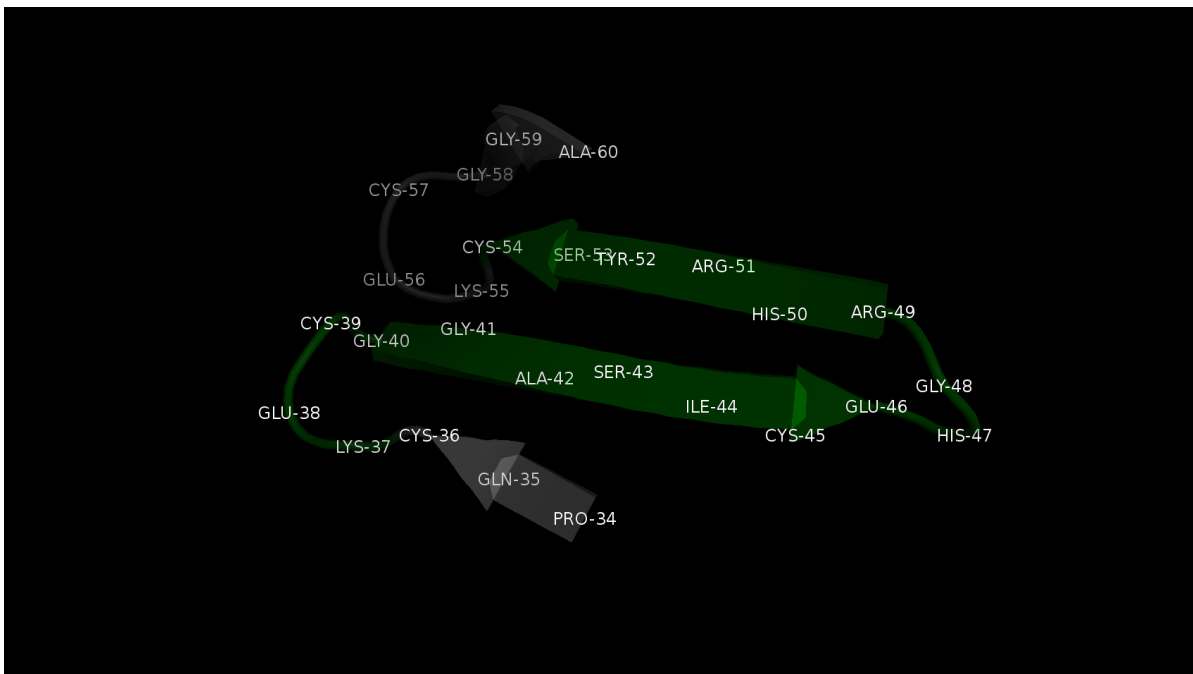 GLY-59
ALA-60
GLY-58
CYS-57
CYS-54
SER-53
TYR-52
ARG-51
GLU-56
LYS-55
HIS-50
ARG-49
CYS-39
GLY-41
GLY-40
SER-43
ALA-42
GLY-48
ILE-44
GLU-46
GLU-38
CYS-36
CYS-45
HIS-47
LYS-37
GLN-35
PRO-34